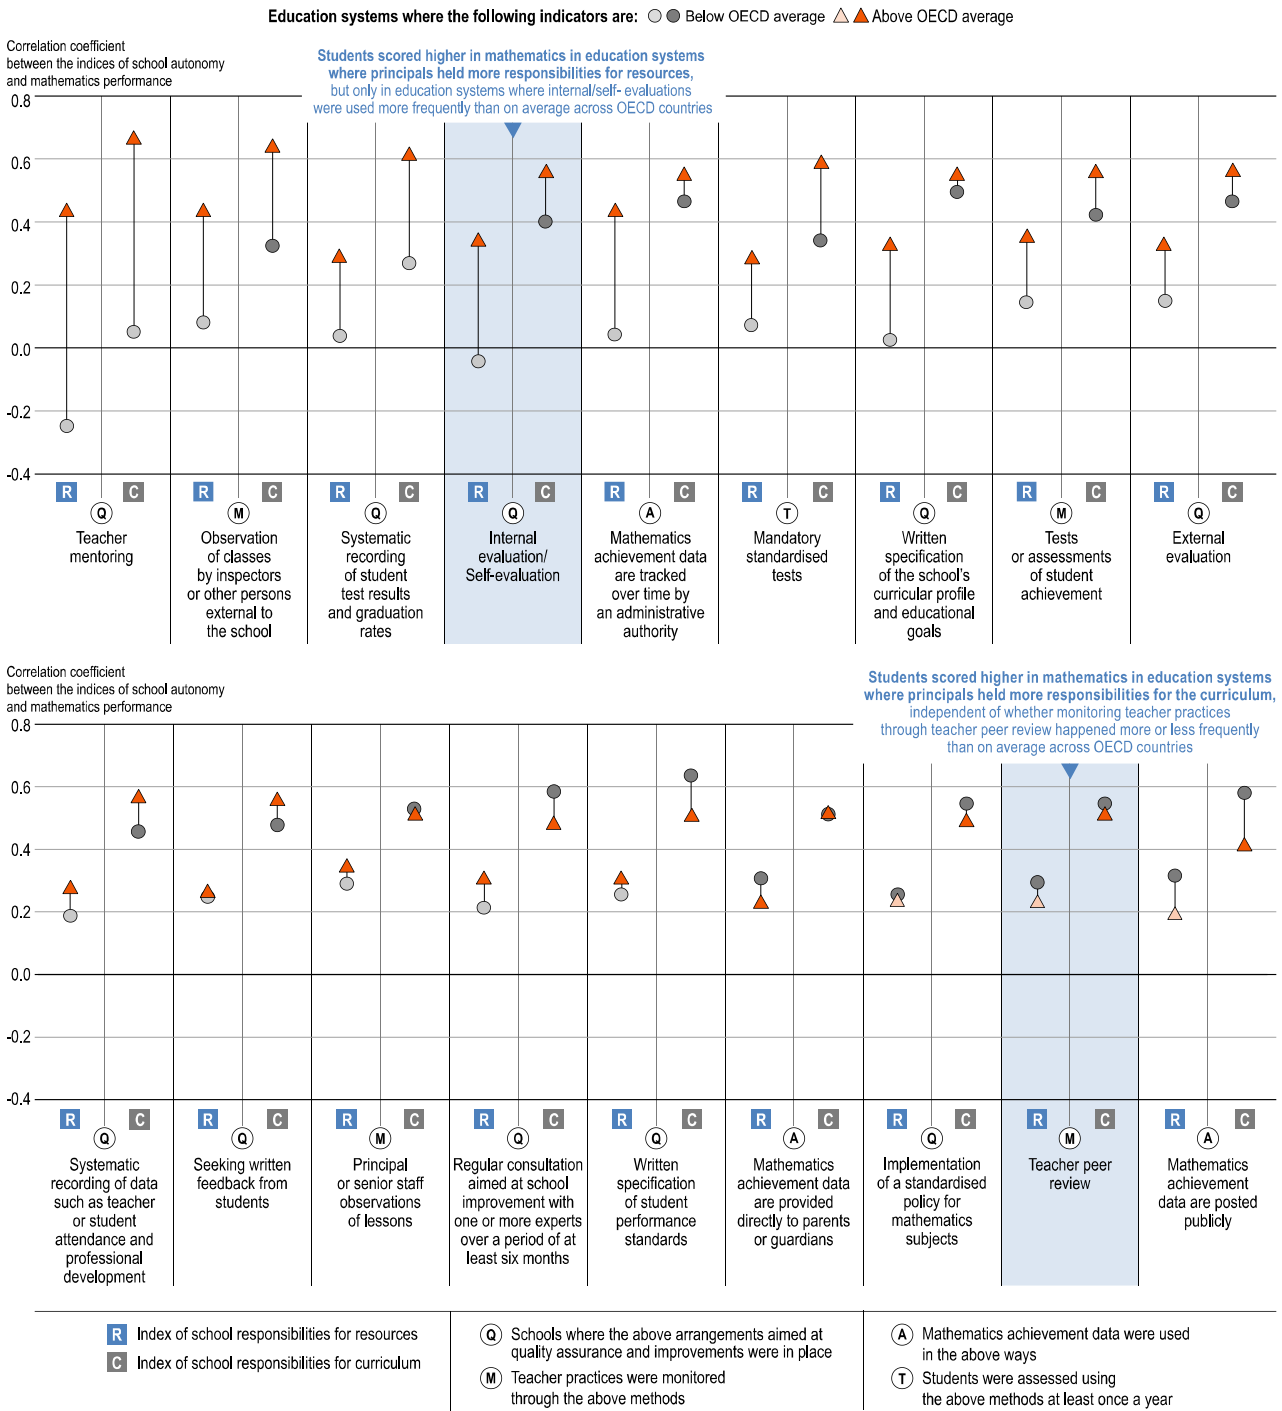 Education systems where the following indicators are: Below OECD average Above OECD average
Correlation coefficient
between the indices of school autonomy
and mathematics performance
Students scored higher in mathematics in education systems
where principals held more responsibilities for resources,
but only in education systems where internal/self- evaluations
were used more frequently than on average across OECD countries
0.8
0.6
0.4
0.2
0.0
-0.2
-0.4
R C R C R C R C R C R C R C R C R C
Q M Q Q A T Q M Q
Teacher
mentoring
Observation
of classes
by inspectors
or other persons
external to
the school
Systematic
recording
of student
test results
and graduation
rates
Internal
evaluation/
Self-evaluation
Mathematics
achievement data
are tracked
over time by
an administrative
authority
Mandatory
standardised
tests
Written
specification
of the school's
curricular profile
and educational
goals
Tests
or assessments
of student
achievement
External
evaluation
Correlation coefficient
between the indices of school autonomy
and mathematics performance
Students scored higher in mathematics in education systems
where principals held more responsibilities for the curriculum,
independent of whether monitoring teacher practices
through teacher peer review happened more or less frequently
than on average across OECD countries
0.8
0.6
0.4
0.2
0.0
-0.2
-0.4
R C R C R C R C R C R C R C R C R C
Q Q M Q Q A Q M A
Systematic
recording of data
such as teacher
or student
attendance and
professional
development
Seeking written
feedback from
students
Principal
or senior staff
observations
of lessons
Regular consultation
aimed at school
improvement with
one or more experts
over a period of at
least six months
Written
specification
of student
performance
standards
Mathematics
achievement data
are provided
directly to parents
or guardians
Implementation
of a standardised
policy for
mathematics
subjects
Teacher peer
review
Mathematics
achievement
data are posted
publicly
R Index of school responsibilities for resources
C Index of school responsibilities for curriculum
Q Schools where the above arrangements aimed at
quality assurance and improvements were in place
M Teacher practices were monitored
through the above methods
A Mathematics achievement data were used
in the above ways
T Students were assessed using
the above methods at least once a year